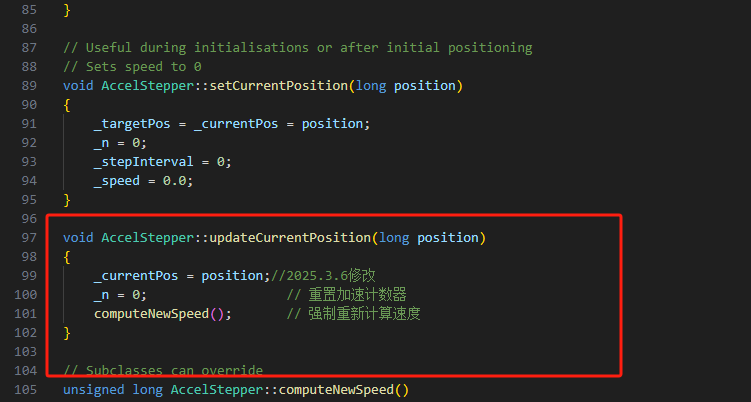 85 }
86
87 // Useful during initialisations or after initial positioning
88 // Sets speed to 0
89 void AccelStepper::setCurrentPosition(long position)
90 {
91     _targetPos = _currentPos = position;
92     _n = 0;
93     _stepInterval = 0;
94     _speed = 0.0;
95 }
96
97 void AccelStepper::updateCurrentPosition(long position)
98 {
99     _currentPos = position;//2025.3.6修改
100     _n = 0;                  // 重置加速计数器
101     computeNewSpeed();       // 强制重新计算速度
102 }
103
104 // Subclasses can override
105 unsigned long AccelStepper::computeNewSpeed()